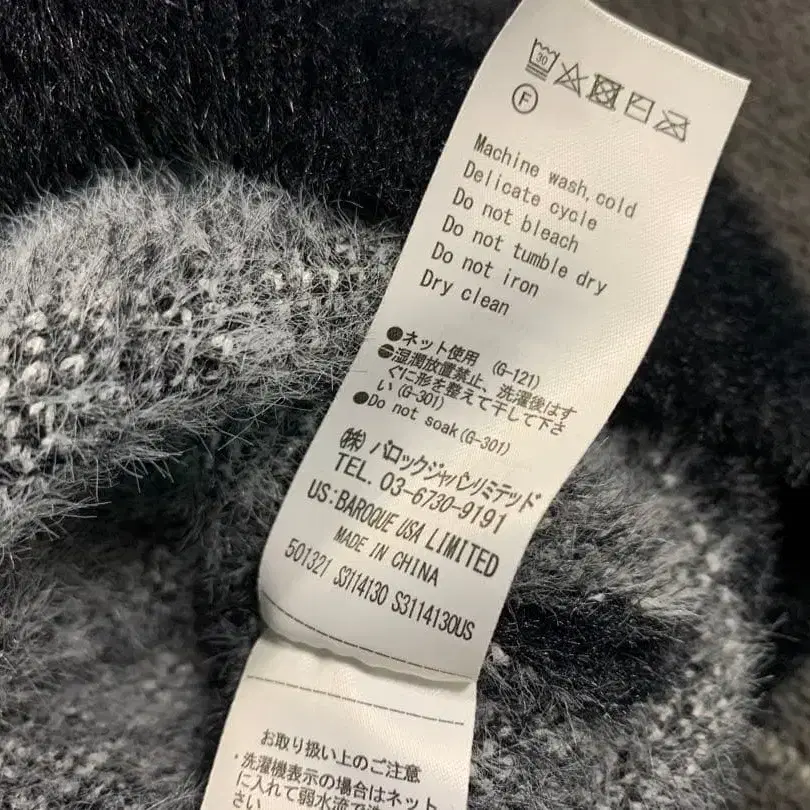 30
F
Machine wash, cold
Delicate cycle
Do not bleach
Do not tumble dry
Do not iron
Dry clean
●ネット使用 (G-121)
●湿潤放置禁止、洗濯後はす
ぐに形を整えて干して下さ
い(G-301)
●Do not soak(G-301)
(株) バロックジャパンリミテッド
TEL. 03-6730-9191
US:BAROQUE USA LIMITED
MADE IN CHINA
501321 S3114130 S3114130US
お取り扱い上のご注意
・洗濯機表示の場合はネット
に入れて弱水流で洗
さい